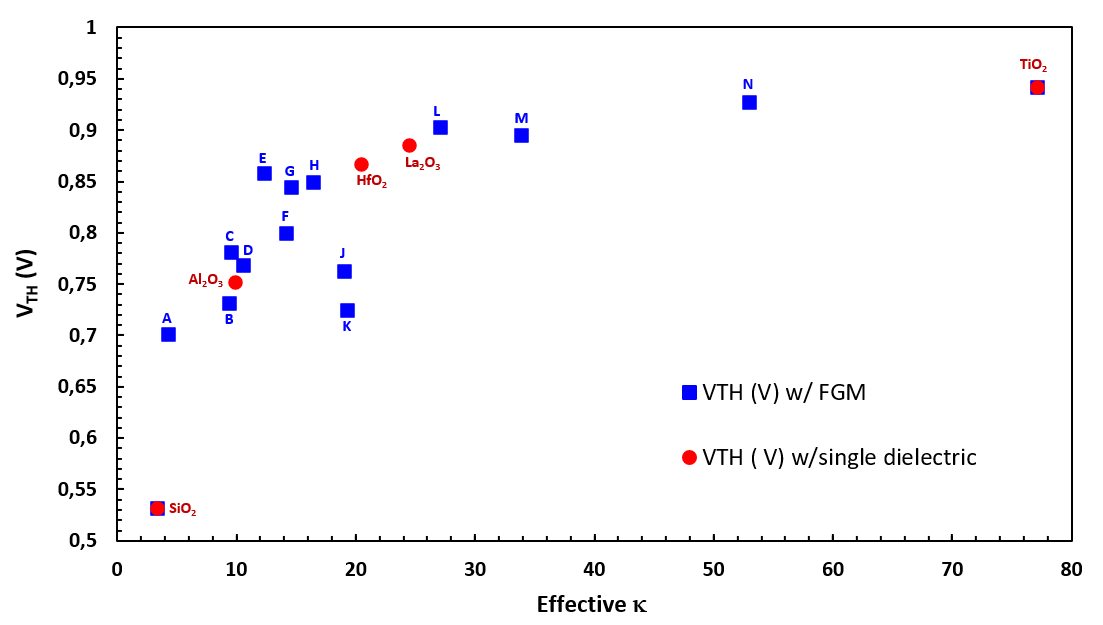 1
0,95
0,9
0,85
0,8
0,75
0,7
0,65
0,6
0,55
0,5
V_TH (V)
TiO₂
N
L
M
La₂O₃
HfO₂
E
G
H
F
C
D
J
Al₂O₃
B
K
A
VTH (V) w/ FGM
VTH ( V) w/single dielectric
SiO₂
0 10 20 30 40 50 60 70 80
Effective κ